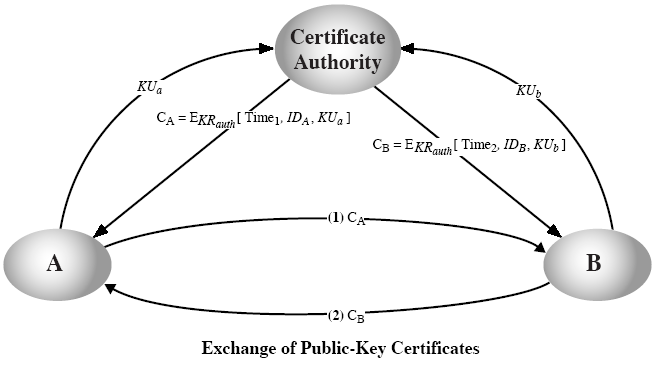 Certificate
Authority
KUa
KUb
CA = EKRauth[ Time1, IDA, KUa ]
CB = EKRauth[ Time2, IDB, KUb ]
(1) CA
A
B
(2) CB
Exchange of Public-Key Certificates